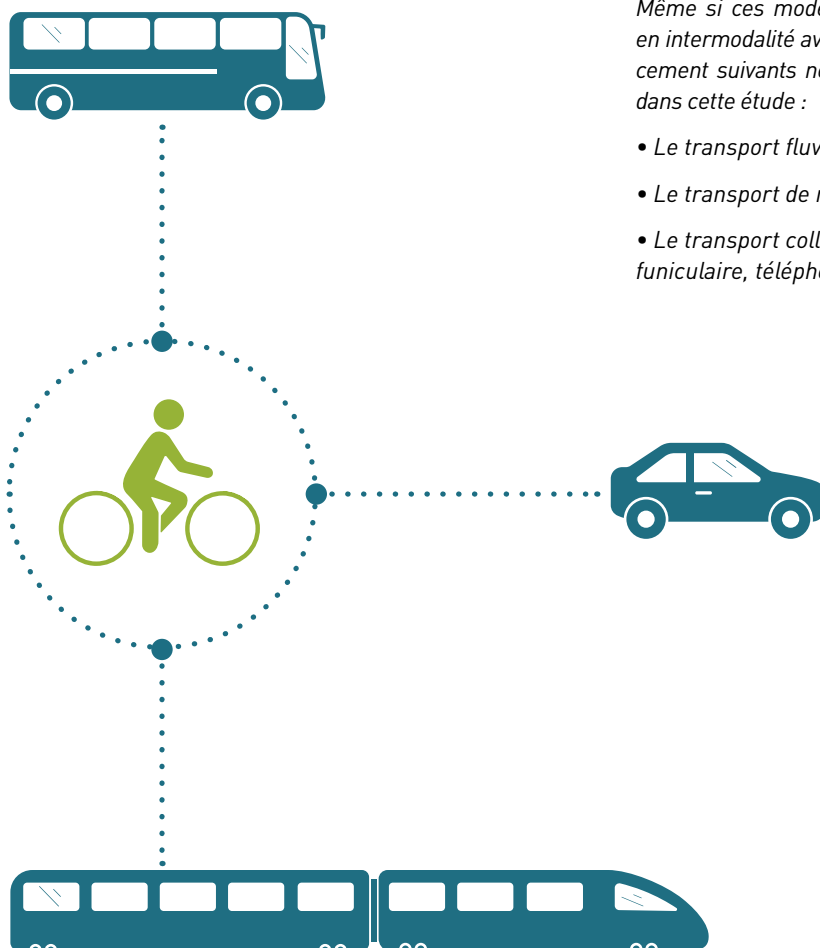 Même si ces mode
en intermodalité av
cement suivants n
dans cette étude :
• Le transport fluv
• Le transport de
• Le transport coll
funiculaire, téléph